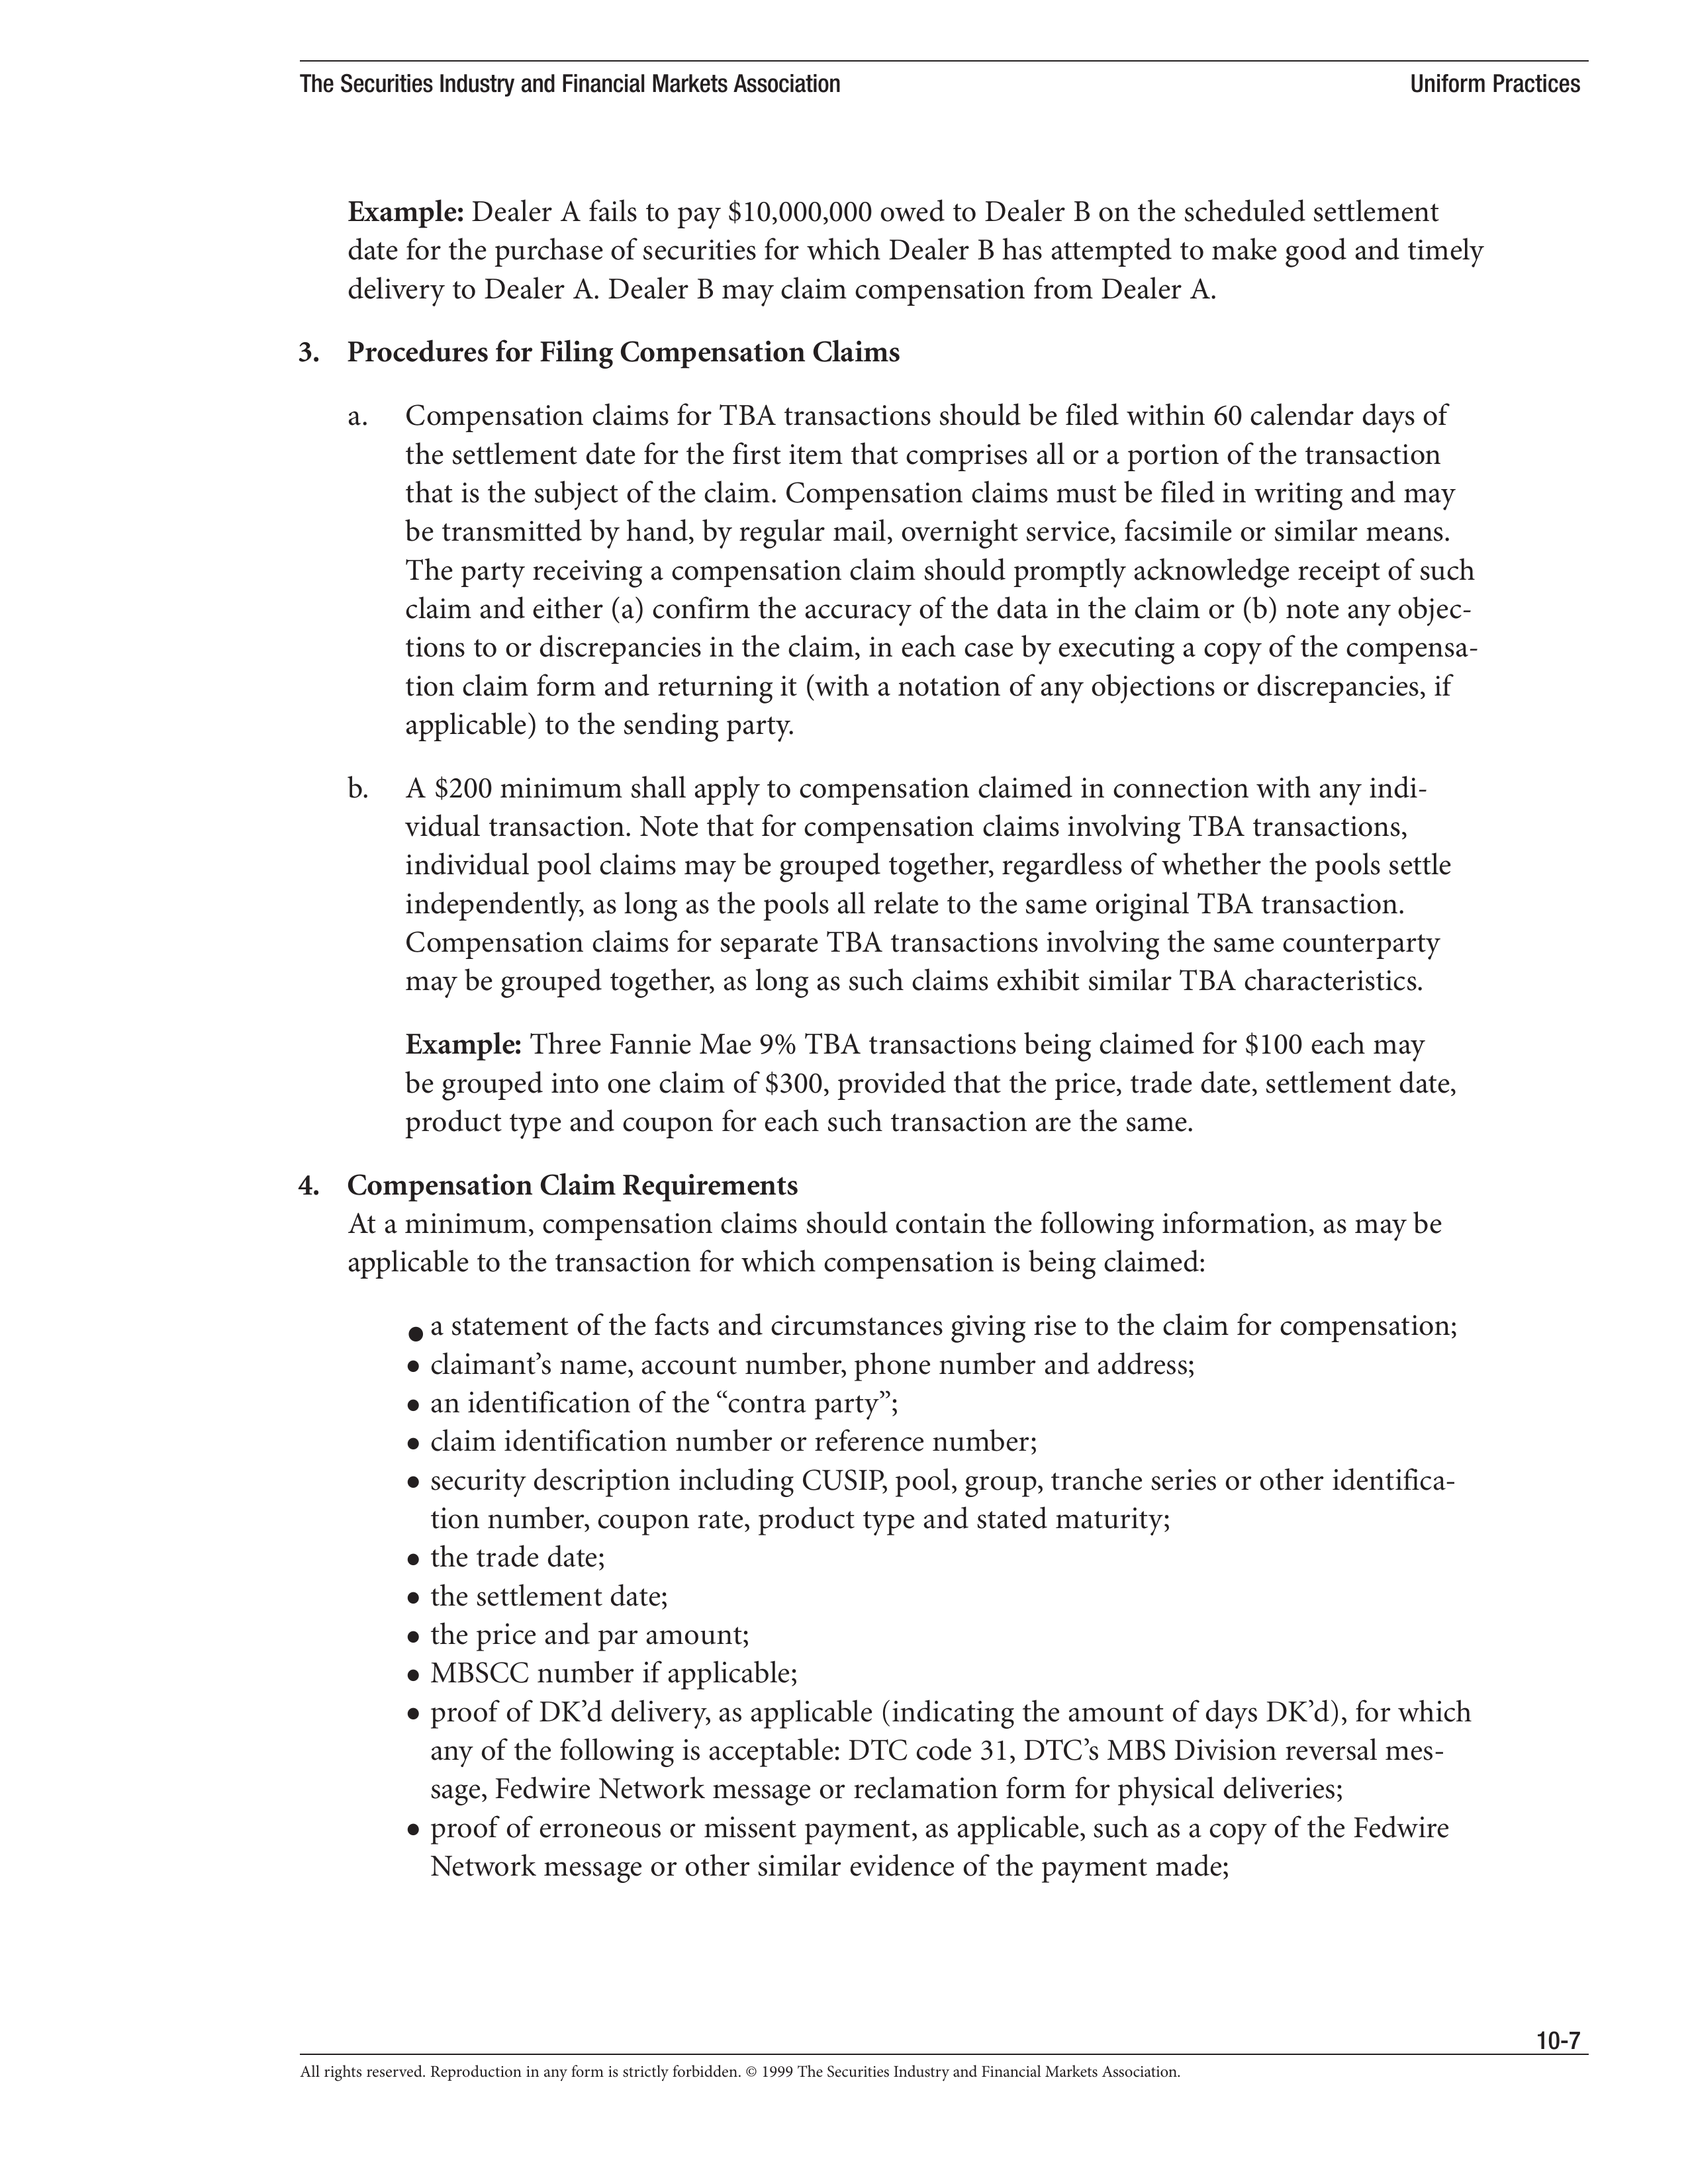 The Securities Industry and Financial Markets Association Uniform Practices
Example: Dealer A fails to pay $10,000,000 owed to Dealer B on the scheduled settlement
date for the purchase of securities for which Dealer B has attempted to make good and timely
delivery to Dealer A. Dealer B may claim compensation from Dealer A.
3. Procedures for Filing Compensation Claims
a. Compensation claims for TBA transactions should be filed within 60 calendar days of
the settlement date for the first item that comprises all or a portion of the transaction
that is the subject of the claim. Compensation claims must be filed in writing and may
be transmitted by hand, by regular mail, overnight service, facsimile or similar means.
The party receiving a compensation claim should promptly acknowledge receipt of such
claim and either (a) confirm the accuracy of the data in the claim or (b) note any objec-
tions to or discrepancies in the claim, in each case by executing a copy of the compensa-
tion claim form and returning it (with a notation of any objections or discrepancies, if
applicable) to the sending party.
b. A $200 minimum shall apply to compensation claimed in connection with any indi-
vidual transaction. Note that for compensation claims involving TBA transactions,
individual pool claims may be grouped together, regardless of whether the pools settle
independently, as long as the pools all relate to the same original TBA transaction.
Compensation claims for separate TBA transactions involving the same counterparty
may be grouped together, as long as such claims exhibit similar TBA characteristics.
Example: Three Fannie Mae 9% TBA transactions being claimed for $100 each may
be grouped into one claim of $300, provided that the price, trade date, settlement date,
product type and coupon for each such transaction are the same.
4. Compensation Claim Requirements
At a minimum, compensation claims should contain the following information, as may be
applicable to the transaction for which compensation is being claimed:
● a statement of the facts and circumstances giving rise to the claim for compensation;
● claimant’s name, account number, phone number and address;
● an identification of the “contra party”;
● claim identification number or reference number;
● security description including CUSIP, pool, group, tranche series or other identifica-
tion number, coupon rate, product type and stated maturity;
● the trade date;
● the settlement date;
● the price and par amount;
● MBSCC number if applicable;
● proof of DK’d delivery, as applicable (indicating the amount of days DK’d), for which
any of the following is acceptable: DTC code 31, DTC’s MBS Division reversal mes-
sage, Fedwire Network message or reclamation form for physical deliveries;
● proof of erroneous or missent payment, as applicable, such as a copy of the Fedwire
Network message or other similar evidence of the payment made;
10-7
All rights reserved. Reproduction in any form is strictly forbidden. © 1999 The Securities Industry and Financial Markets Association.